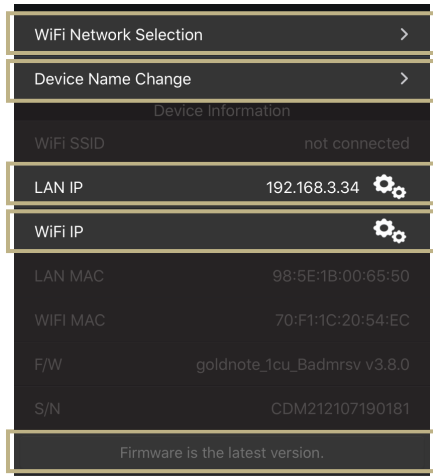 WiFi Network Selection
Device Name Change
Device Information
WiFi SSID not connected
LAN IP 192.168.3.34
WiFi IP
LAN MAC 98:5E:1B:00:65:50
WIFI MAC 70:F1:1C:20:54:EC
F/W goldnote_1cu_Badmrsv v3.8.0
S/N CDM212107190181
Firmware is the latest version.